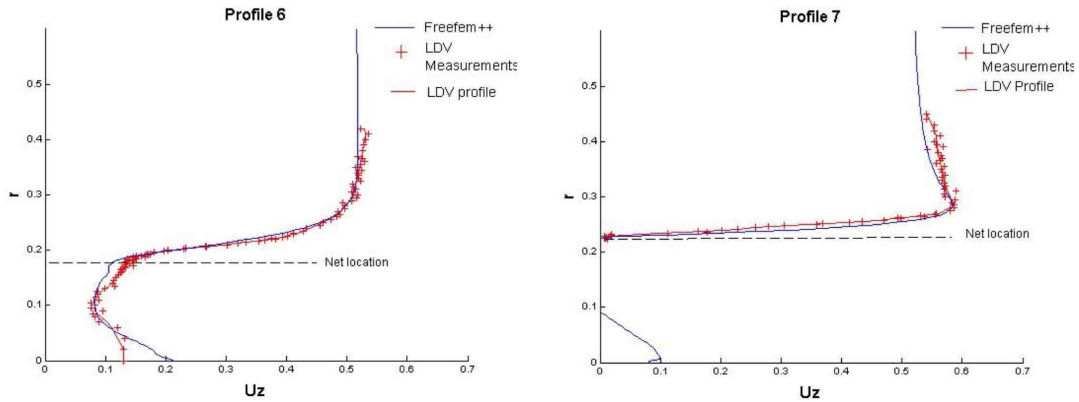 Profile 6
Freefem++
LDV
Measurements
LDV profile
0.5
0.4
0.3
0.2
0.1
0
r
Net location
0
0.1
0.2
0.3
0.4
0.5
0.6
0.7
Uz
Profile 7
Freefem++
LDV
Measurements
LDV Profile
0.5
0.4
0.3
0.2
0.1
0
r
Net location
0
0.1
0.2
0.3
0.4
0.5
0.6
0.7
Uz